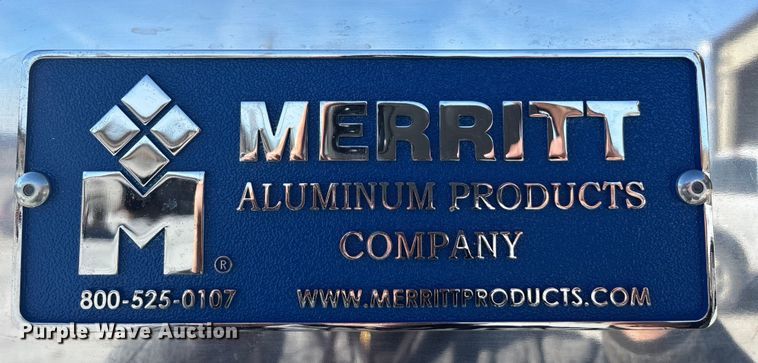 MERRITT
ALUMINUM PRODUCTS
COMPANY
M®
800-525-0107 WWW.MERRITTPRODUCTS.COM
Purple Wave Auction